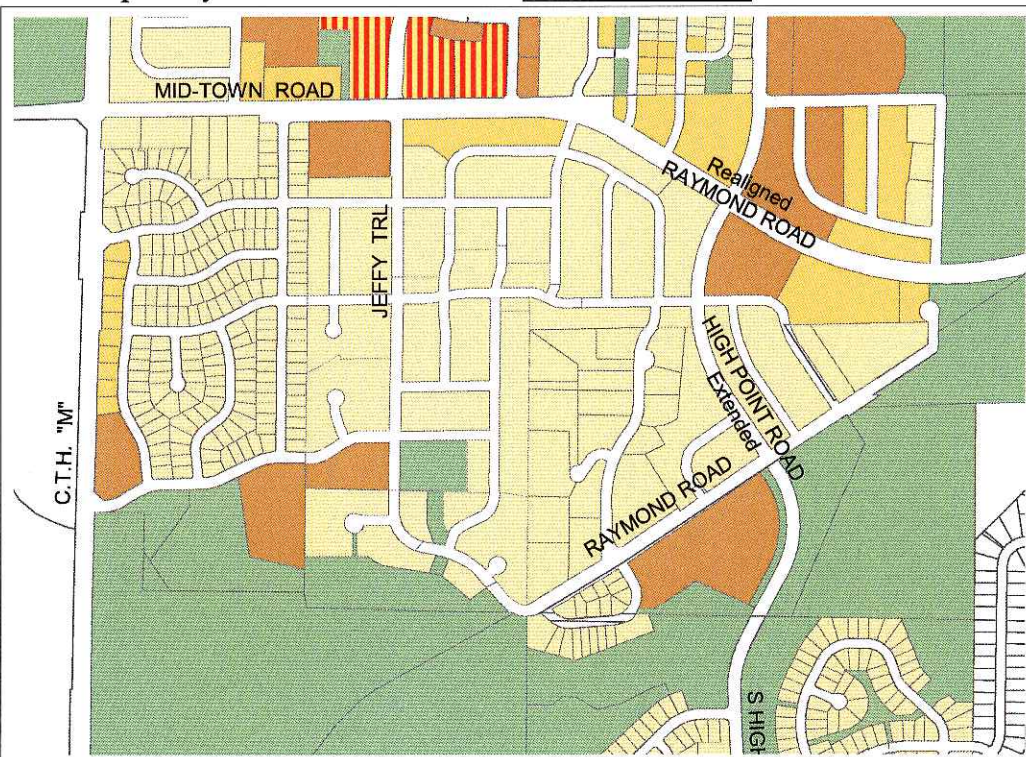 MID-TOWN ROAD
Realigned
RAYMOND ROAD
JEFFY TRL
HIGH POINT ROAD
Extended
C.T.H. "M"
RAYMOND ROAD
S HIGH